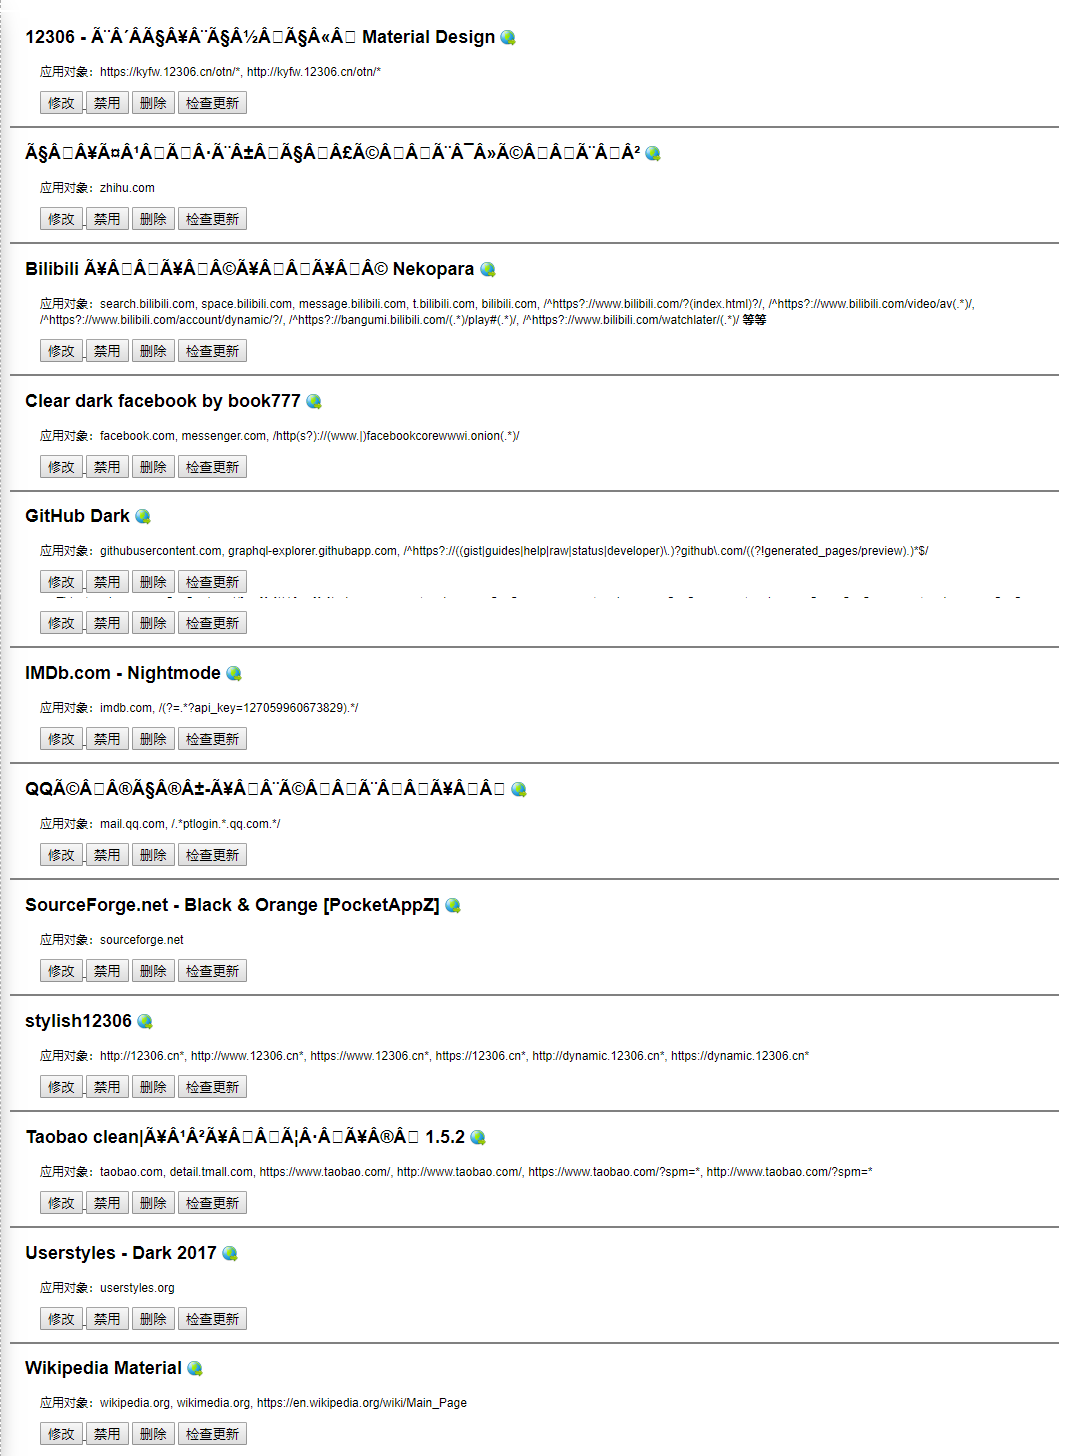 12306 - Ã¨Â´ÂÃ§Â¥Â¨Ã§Â½Â□Ã§Â«Â□ Material Design
应用对象：https://kyfw.12306.cn/otn/*, http://kyfw.12306.cn/otn/*
修改 禁用 删除 检查更新
Ã§Â□Â¥Ã¤Â¹Â□Ã□Â·Ã¨Â±Â□Ã§Â□Â£Ã©Â□Â□Ã¨Â¯Â»Ã©Â□Â□Ã¨Â□Â²
应用对象：zhihu.com
修改 禁用 删除 检查更新
Bilibili Ã¥Â□Â□Ã¥Â□Â©Ã¥Â□Â□Ã¥Â□Â© Nekopara
应用对象：search.bilibili.com, space.bilibili.com, message.bilibili.com, t.bilibili.com, bilibili.com, /^https?://www.bilibili.com/?(index.html)?/, /^https?://www.bilibili.com/video/av(.*)/,
/^https?://www.bilibili.com/account/dynamic/?/, /^https?://bangumi.bilibili.com/(.*)/play#(.*)/, /^https?://www.bilibili.com/watchlater/(.*)/ 等等
修改 禁用 删除 检查更新
Clear dark facebook by book777
应用对象：facebook.com, messenger.com, /http(s?)://(www.|)facebookcorewwwi.onion(.*)/
修改 禁用 删除 检查更新
GitHub Dark
应用对象：githubusercontent.com, graphql-explorer.githubapp.com, /^https?://((gist|guides|help|raw|status|developer)\.)?github\.com/((?!generated_pages/preview).)*$/
修改 禁用 删除 检查更新
修改 禁用 删除 检查更新
IMDb.com - Nightmode
应用对象：imdb.com, /(?=.*?api_key=127059960673829).*/
修改 禁用 删除 检查更新
QQÃ©Â□Â®Ã§Â®Â±-Ã¥Â□Â¨Ã©Â□Â□Ã¨Â□Â□Ã¥Â□Â□
应用对象：mail.qq.com, /.*ptlogin.*.qq.com.*/
修改 禁用 删除 检查更新
SourceForge.net - Black & Orange [PocketAppZ]
应用对象：sourceforge.net
修改 禁用 删除 检查更新
stylish12306
应用对象：http://12306.cn*, http://www.12306.cn*, https://www.12306.cn*, https://12306.cn*, http://dynamic.12306.cn*, https://dynamic.12306.cn*
修改 禁用 删除 检查更新
Taobao clean|Ã¥Â¹Â²Ã¥Â□Â□Ã¦Â·Â□Ã¥Â®Â□ 1.5.2
应用对象：taobao.com, detail.tmall.com, https://www.taobao.com/, http://www.taobao.com/, https://www.taobao.com/?spm=*, http://www.taobao.com/?spm=*
修改 禁用 删除 检查更新
Userstyles - Dark 2017
应用对象：userstyles.org
修改 禁用 删除 检查更新
Wikipedia Material
应用对象：wikipedia.org, wikimedia.org, https://en.wikipedia.org/wiki/Main_Page
修改 禁用 删除 检查更新